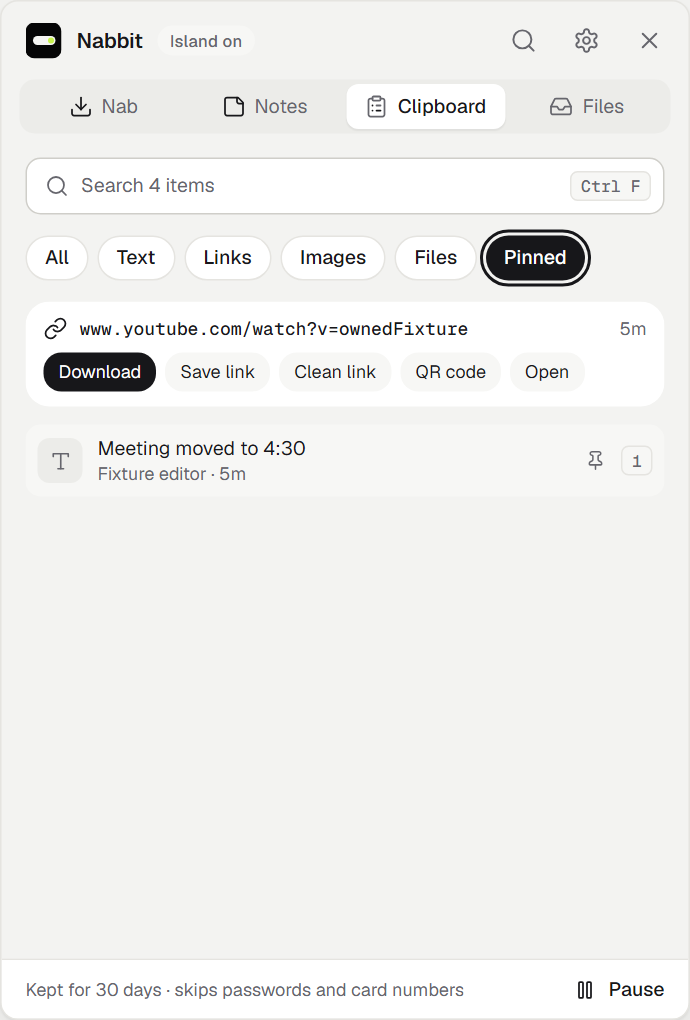 Nabbit Island on
Nab Notes Clipboard Files
Search 4 items Ctrl F
All Text Links Images Files Pinned
www.youtube.com/watch?v=ownedFixture 5m
Download Save link Clean link QR code Open
T Meeting moved to 4:30 1
Fixture editor · 5m
Kept for 30 days · skips passwords and card numbers Pause